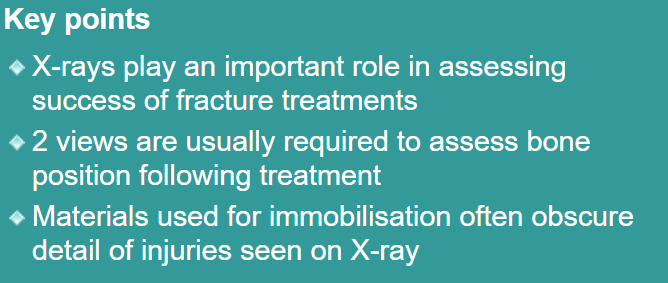 Key points
X-rays play an important role in assessing
success of fracture treatments
2 views are usually required to assess bone
position following treatment
Materials used for immobilisation often obscure
detail of injuries seen on X-ray